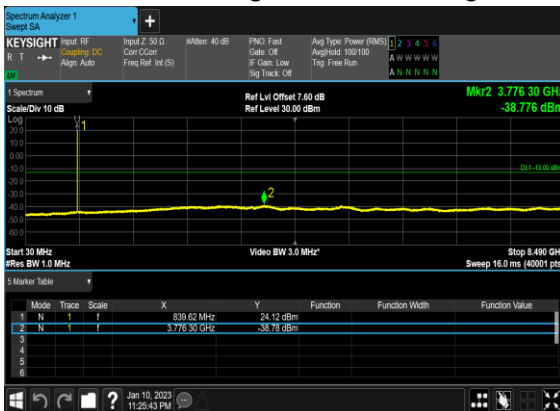 Spectrum Analyzer 1
Swept SA
+
KEYSIGHT Input: RF Input Z: 50 Ω #Atten: 40 dB PNO: Fast Avg Type: Power (RMS) 1 2 3 4 5 6
R T Coupling: DC Corr CCorr Gate: Off Avg|Hold: 100/100 A W W W W W
Align: Auto Freq Ref: Int (S) IF Gain: Low Trig: Free Run
LV Sig Track: Off A N N N N N
1 Spectrum Ref Lvl Offset 7.60 dB Mkr2 3.776 30 GHz
Scale/Div 10 dB Ref Level 30.00 dBm -38.776 dBm
Log
20.0 1
10.0
0.00
-10.0 DL1 -13.00 dBm
-20.0
-30.0 2
-40.0
-50.0
-60.0
Start 30 MHz Video BW 3.0 MHz* Stop 8.490 GHz
#Res BW 1.0 MHz Sweep 16.0 ms (40001 pts
5 Marker Table
Mode Trace Scale X Y Function Function Width Function Value
1 N 1 f 839.62 MHz 24.12 dBm
2 N 1 f 3.776 30 GHz -38.78 dBm
3
4
5
6
? Jan 10, 2023
11:25:43 PM